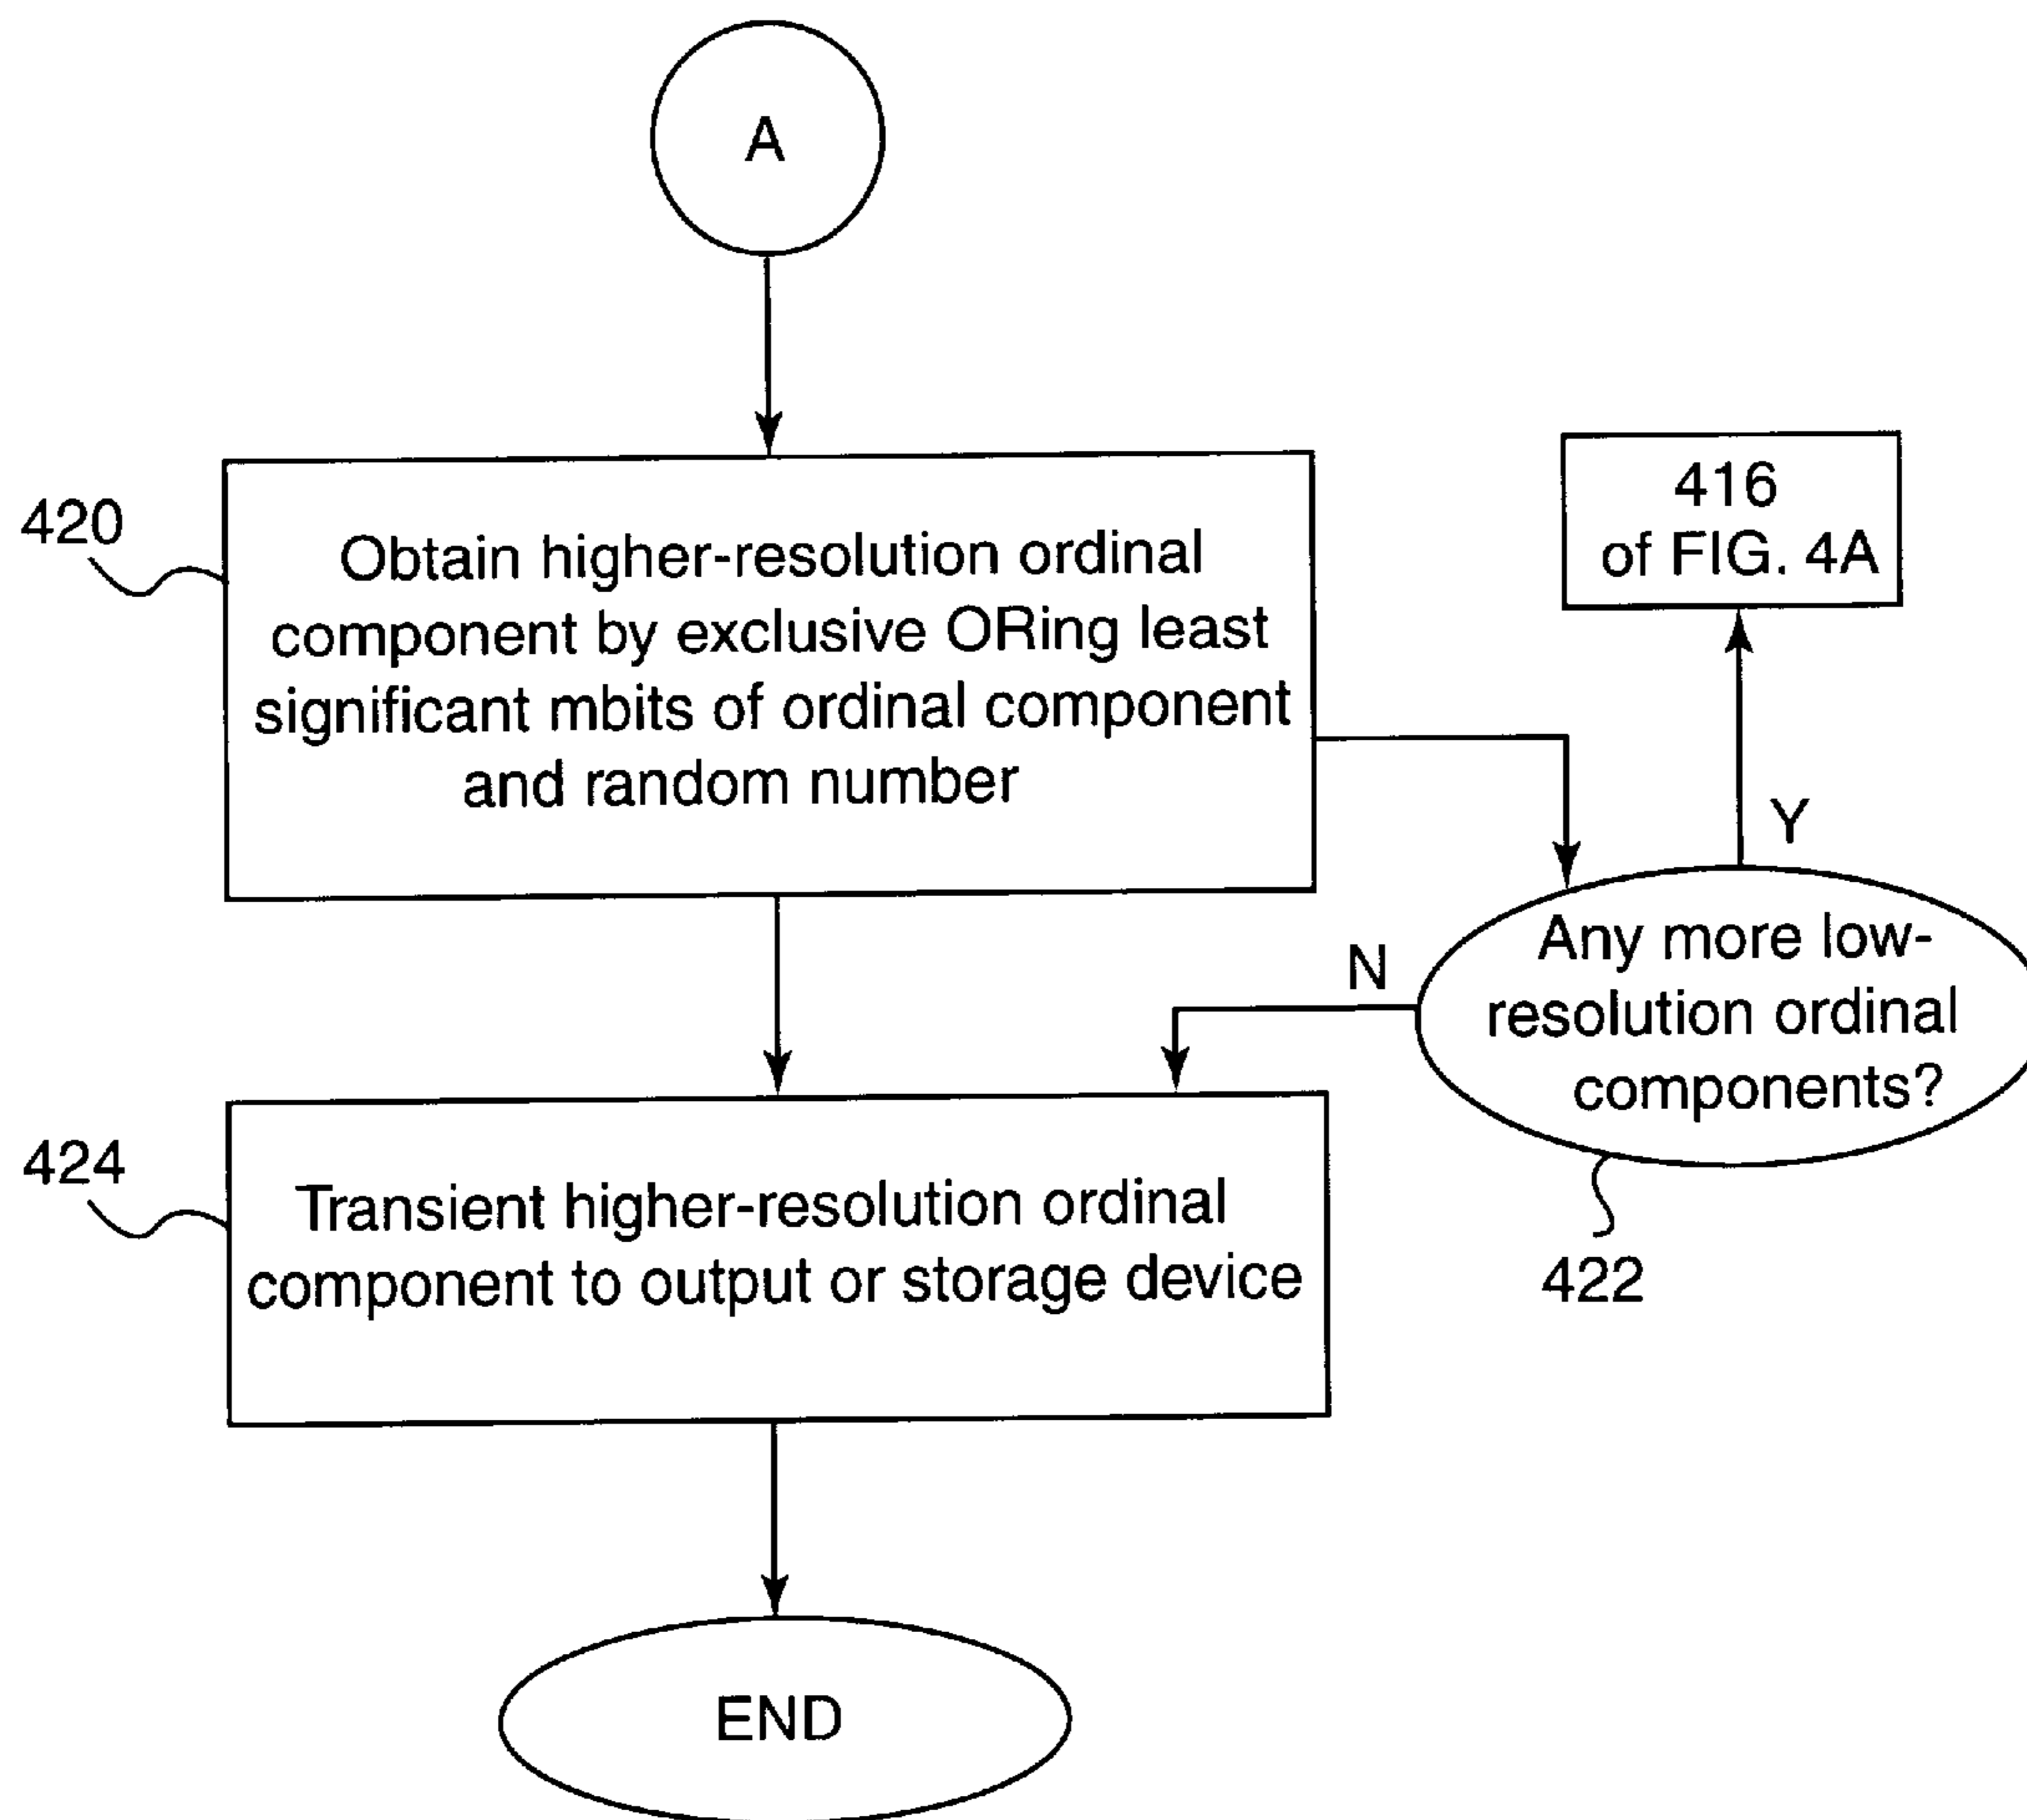 A
420
Obtain higher-resolution ordinal
component by exclusive ORing least
significant mbits of ordinal component
and random number
416
of FIG. 4A
Y
N
Any more low-
resolution ordinal
components?
422
424
Transient higher-resolution ordinal
component to output or storage device
END